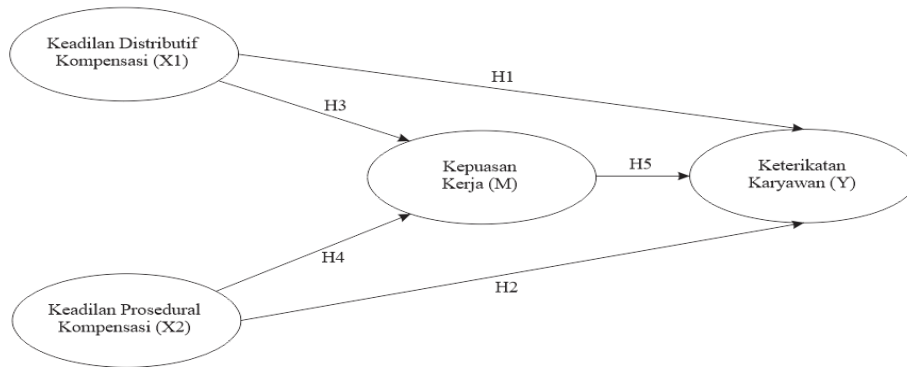 Keadilan Distributif
Kompensasi (X1)
H1
H3
Kepuasan
Kerja (M)
H5
Keterikatan
Karyawan (Y)
H4
H2
Keadilan Prosedural
Kompensasi (X2)